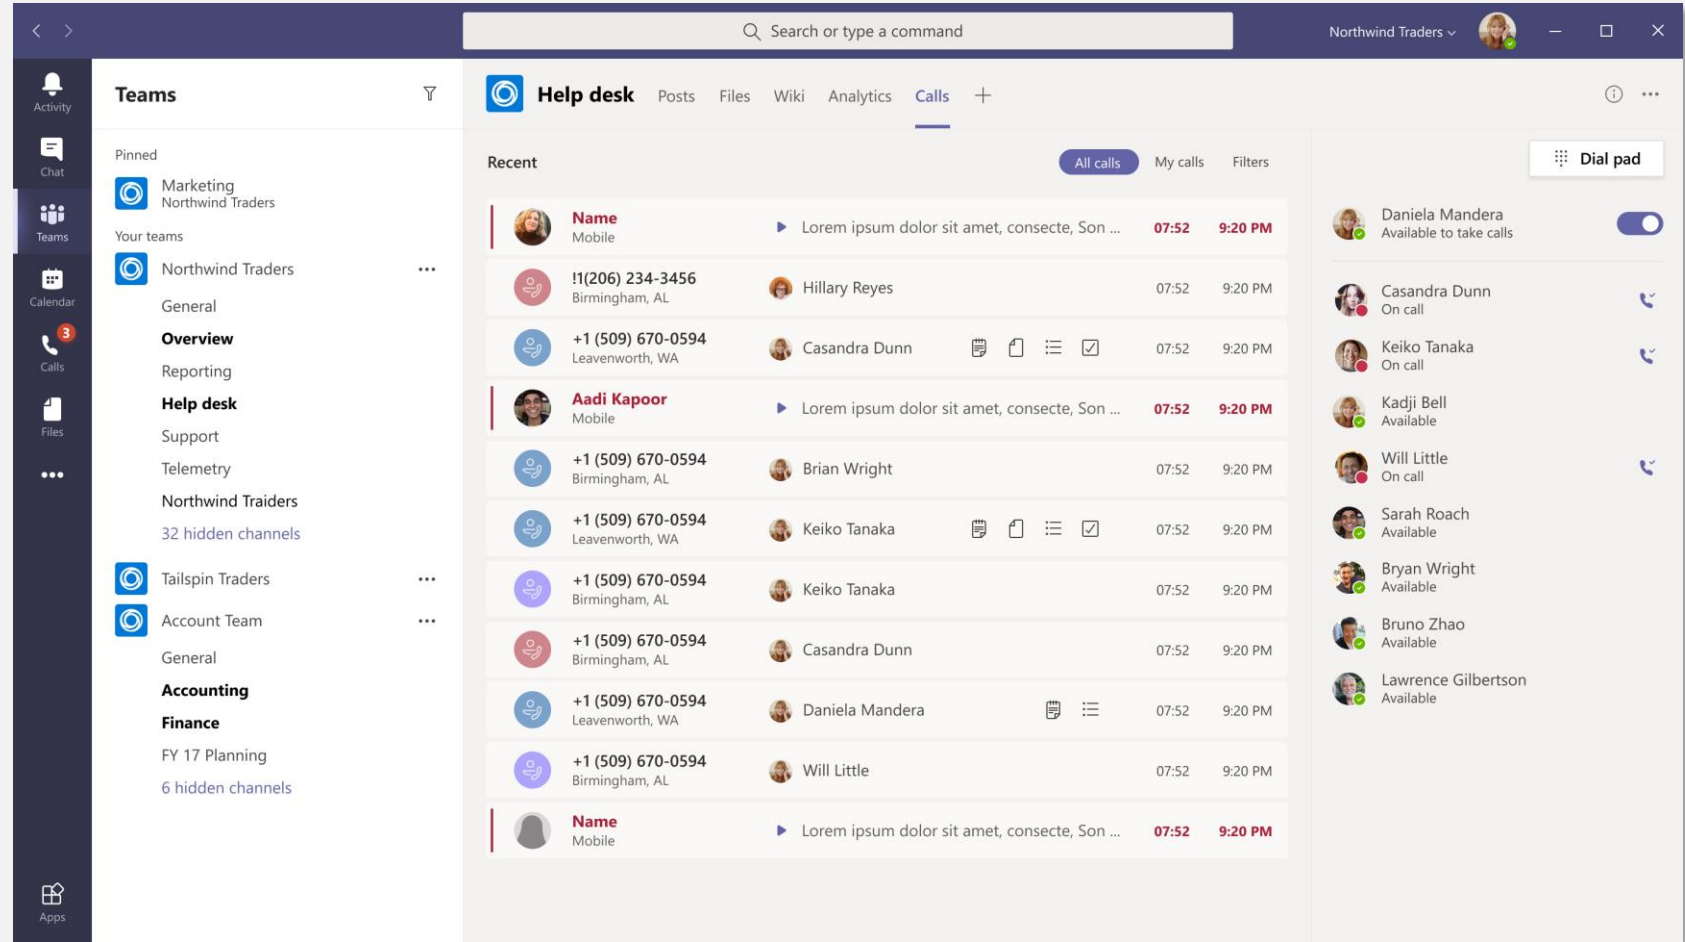 Search or type a command
Northwind Traders
Activity
Chat
Teams
Calendar
3
Calls
Files
Apps
Teams
Pinned
Marketing
Northwind Traders
Your teams
Northwind Traders
General
Overview
Reporting
Help desk
Support
Telemetry
Northwind Traiders
32 hidden channels
Tailspin Traders
Account Team
General
Accounting
Finance
FY 17 Planning
6 hidden channels
Help desk Posts Files Wiki Analytics Calls
Recent All calls My calls Filters
Name Lorem ipsum dolor sit amet, consecte, Son ... 07:52 9:20 PM
Mobile
!1(206) 234-3456 Hillary Reyes 07:52 9:20 PM
Birmingham, AL
+1 (509) 670-0594 Casandra Dunn 07:52 9:20 PM
Leavenworth, WA
Aadi Kapoor Lorem ipsum dolor sit amet, consecte, Son ... 07:52 9:20 PM
Mobile
+1 (509) 670-0594 Brian Wright 07:52 9:20 PM
Birmingham, AL
+1 (509) 670-0594 Keiko Tanaka 07:52 9:20 PM
Leavenworth, WA
+1 (509) 670-0594 Keiko Tanaka 07:52 9:20 PM
Birmingham, AL
+1 (509) 670-0594 Casandra Dunn 07:52 9:20 PM
Birmingham, AL
+1 (509) 670-0594 Daniela Mandera 07:52 9:20 PM
Leavenworth, WA
+1 (509) 670-0594 Will Little 07:52 9:20 PM
Birmingham, AL
Name Lorem ipsum dolor sit amet, consecte, Son ... 07:52 9:20 PM
Mobile
Dial pad
Daniela Mandera
Available to take calls
Casandra Dunn
On call
Keiko Tanaka
On call
Kadji Bell
Available
Will Little
On call
Sarah Roach
Available
Bryan Wright
Available
Bruno Zhao
Available
Lawrence Gilbertson
Available